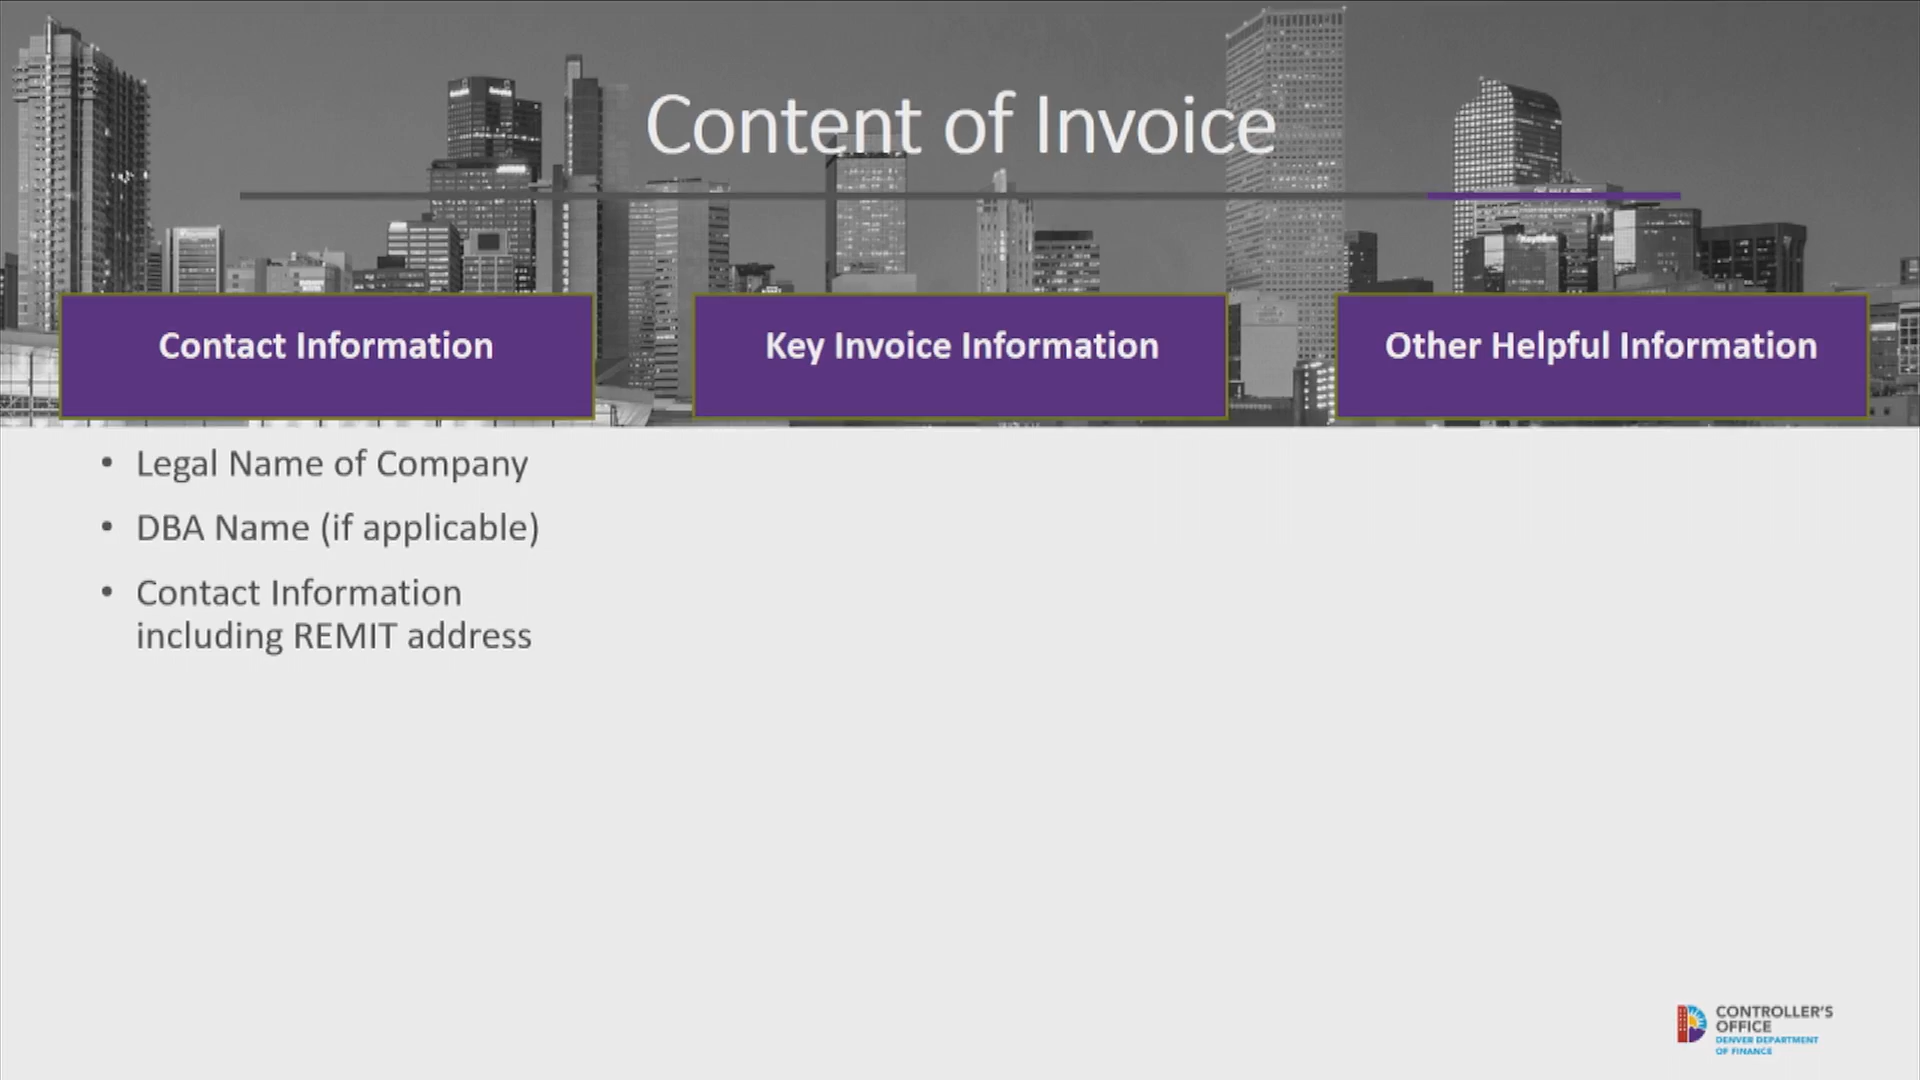 Content of Invoice
Contact Information
Key Invoice Information
Other Helpful Information
• Legal Name of Company
• DBA Name (if applicable)
• Contact Information
including REMIT address
CONTROLLER'S
OFFICE
DENVER DEPARTMENT
OF FINANCE